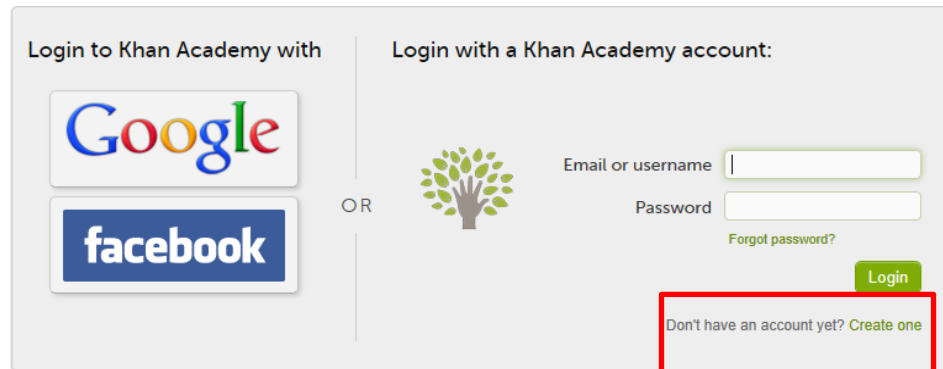 Login to Khan Academy with
Google
facebook
OR
Login with a Khan Academy account:
Email or username
Password
Forgot password?
Login
Don't have an account yet? Create one